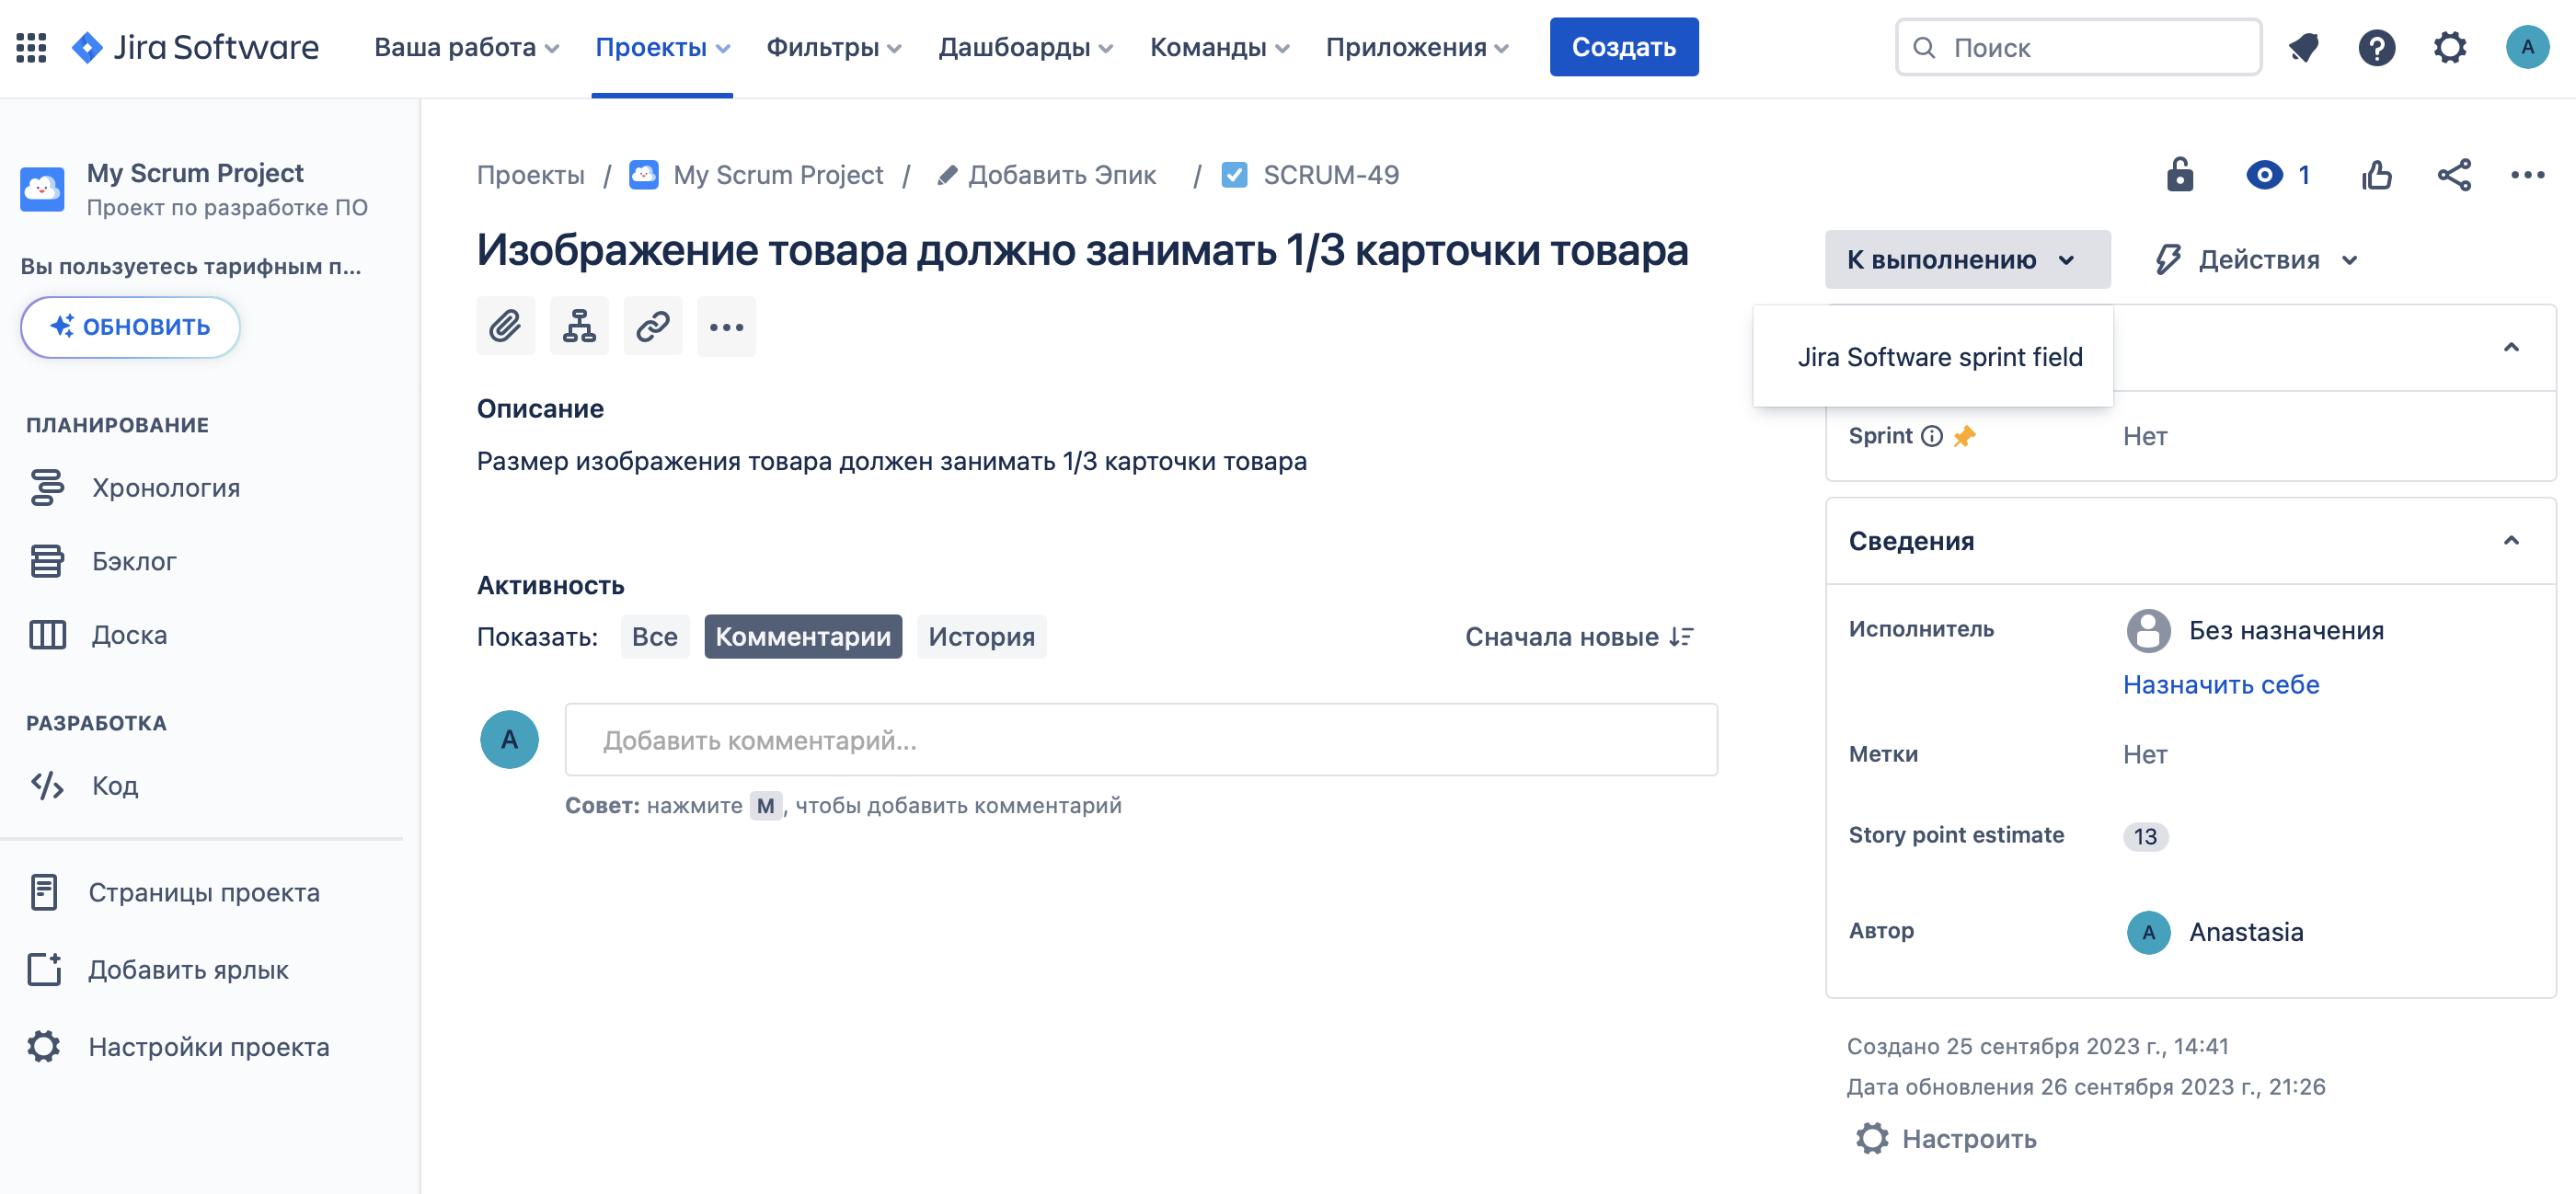 Jira Software Ваша работа Проекты Фильтры Дашборды Команды Приложения Создать Поиск A
My Scrum Project
Проект по разработке ПО
Вы пользуетесь тарифным п...
ОБНОВИТЬ
ПЛАНИРОВАНИЕ
Хронология
Бэклог
Доска
РАЗРАБОТКА
Код
Страницы проекта
Добавить ярлык
Настройки проекта
Проекты / My Scrum Project / Добавить Эпик / SCRUM-49
1
Изображение товара должно занимать 1/3 карточки товара
Описание
Размер изображения товара должен занимать 1/3 карточки товара
Активность
Показать: Все Комментарии История Сначала новые
A Добавить комментарий...
Совет: нажмите M, чтобы добавить комментарий
К выполнению Действия
Jira Software sprint field
Sprint Нет
Сведения
Исполнитель Без назначения
Назначить себе
Метки Нет
Story point estimate 13
Автор A Anastasia
Создано 25 сентября 2023 г., 14:41
Дата обновления 26 сентября 2023 г., 21:26
Настроить